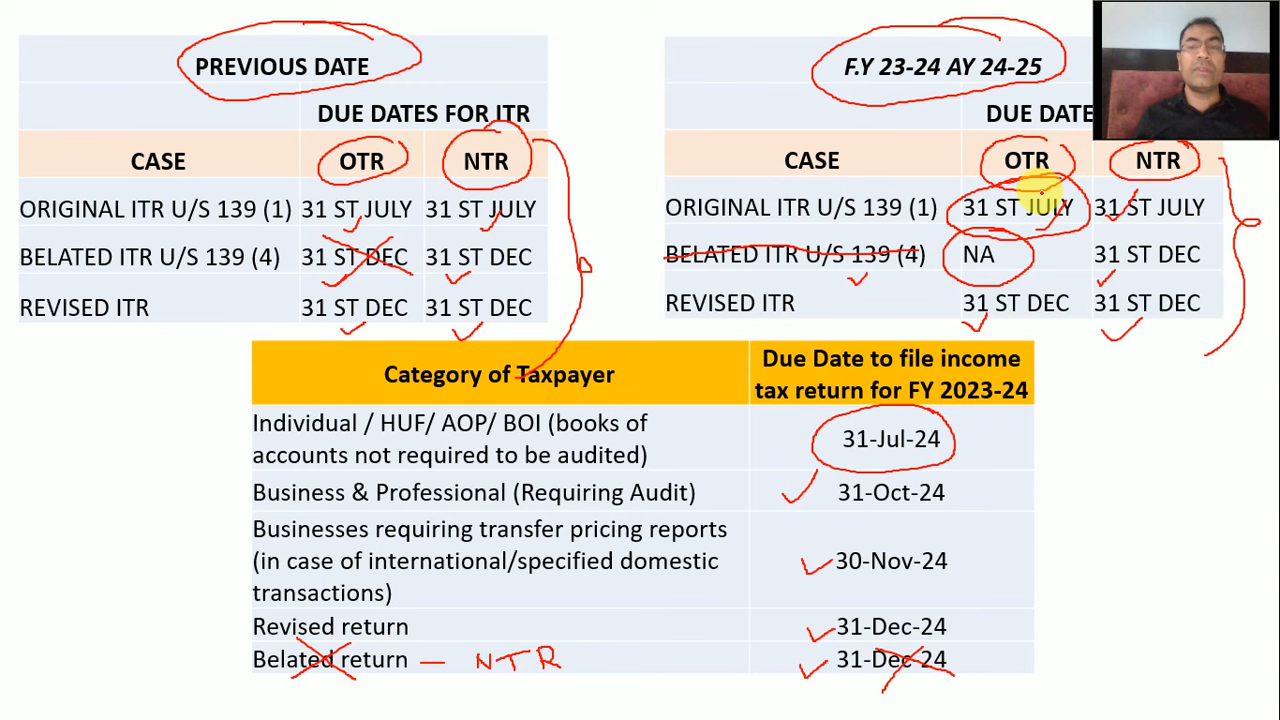 PREVIOUS DATE
DUE DATES FOR ITR
CASE OTR NTR
ORIGINAL ITR U/S 139 (1) 31 ST JULY 31 ST JULY
BELATED ITR U/S 139 (4) 31 ST DEC 31 ST DEC
REVISED ITR 31 ST DEC 31 ST DEC
F.Y 23-24 AY 24-25
DUE DATE
CASE OTR NTR
ORIGINAL ITR U/S 139 (1) 31 ST JULY 31 ST JULY
BELATED ITR U/S 139 (4) NA 31 ST DEC
REVISED ITR 31 ST DEC 31 ST DEC
Category of Taxpayer
Due Date to file income
tax return for FY 2023-24
Individual / HUF/ AOP/ BOI (books of
accounts not required to be audited)
31-Jul-24
Business & Professional (Requiring Audit) 31-Oct-24
Businesses requiring transfer pricing reports
(in case of international/specified domestic
transactions)
30-Nov-24
Revised return 31-Dec-24
Belated return — NTR 31-Dec-24